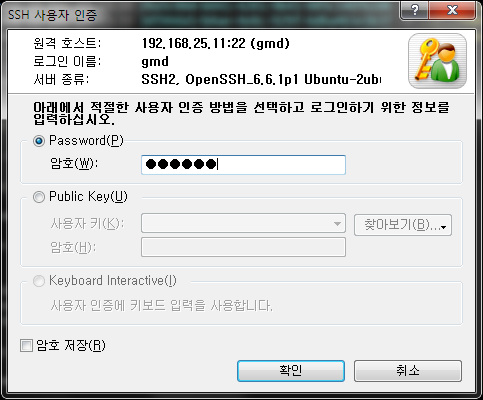 SSH 사용자 인증
원격 호스트: 192.168.25.11:22 (gmd)
로그인 이름: gmd
서버 종류: SSH2, OpenSSH_6.6.1p1 Ubuntu-2ubu
아래에서 적절한 사용자 인증 방법을 선택하고 로그인하기 위한 정보를
입력하십시오.
Password(P)
암호(W): ●●●●●●
Public Key(U)
사용자 키(K): 찾아보기(B)...
암호(H):
Keyboard Interactive(I)
사용자 인증에 키보드 입력을 사용합니다.
암호 저장(R)
확인 취소